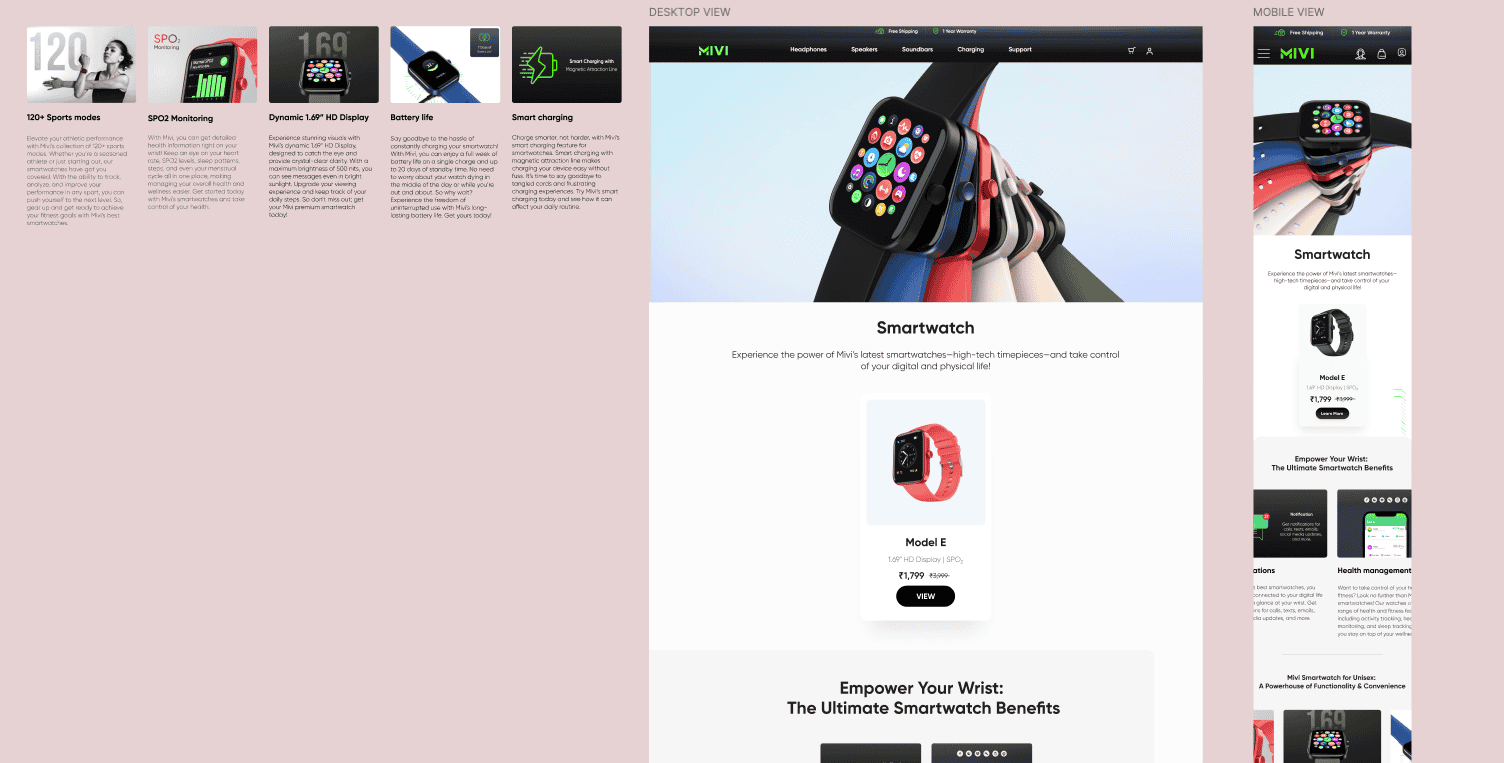 DESKTOP VIEW
MOBILE VIEW
120
SPO2
Monitoring
1.69"
Smart Charging with
Magnetic Attraction Line
120+ Sports modes
Elevate your athletic performance
with Mivi's collection of 120+ sports
modes. Whether you're a seasoned
athlete or just starting out, our
smartwatches have got you
covered. With the ability to track,
analyze, and improve your
performance in any sport, you can
push yourself to the next level. So,
gear up and get ready to achieve
your fitness goals with Mivi's best
smartwatches.
SPO2 Monitoring
With Mivi, you can get detailed
health information right on your
wrist! Keep an eye on your heart
rate, SPO2 levels, sleep patterns,
steps, and even your menstrual
cycle all in one place, making
managing your overall health and
wellness easier. Get started today
with Mivi's smartwatches and take
control of your health.
Dynamic 1.69" HD Display
Experience stunning visuals with
Mivi's dynamic 1.69" HD Display,
designed to catch the eye and
provide crystal-clear clarity. With a
maximum brightness of 500 nits, you
can see messages even in bright
sunlight. Upgrade your viewing
experience and keep track of your
daily steps. So don't miss out; get
your Mivi premium smartwatch
today!
Battery life
Say goodbye to the hassle of
constantly charging your smartwatch!
With Mivi, you can enjoy a full week of
battery life on a single charge and up
to 20 days of standby time. No need
to worry about your watch dying in
the middle of the day or while you're
out and about. So why wait?
Experience the freedom of
uninterrupted use with Mivi's long-
lasting battery life. Get yours today!
Smart charging
Charge smarter, not harder, with Mivi's
smart charging feature for
smartwatches. Smart charging with
magnetic attraction line makes
charging your device easy without
fuss. It's time to say goodbye to
tangled cords and frustrating
charging experiences. Try Mivi's smart
charging today and see how it can
affect your daily routine.
Free Shipping
1 Year Warranty
MIVI
Headphones
Speakers
Soundbars
Charging
Support
Smartwatch
Experience the power of Mivi's latest smartwatches—high-tech timepieces—and take control
of your digital and physical life!
Model E
1.69" HD Display | SPO2
₹1,799 ₹3,999
VIEW
Empower Your Wrist:
The Ultimate Smartwatch Benefits
Free Shipping
1 Year Warranty
MIVI
Smartwatch
Experience the power of Mivi's latest smartwatches—
high-tech timepieces—and take control of your
digital and physical life!
Model E
1.69" HD Display | SPO2
₹1,799 ₹3,999
Learn More
Empower Your Wrist:
The Ultimate Smartwatch Benefits
Notification
Get notifications for
calls, texts, emails,
social media updates,
and more.
ations
best smartwatches, you
connected to your digital life
glance at your wrist. Get
ns for calls, texts, emails,
dia updates, and more.
Health management
Want to take control of your
fitness? Look no further than
smartwatches! Our watches
range of health and fitness
including activity tracking,
monitoring, and sleep tracking
you stay on top of your
Mivi Smartwatch for Unisex:
A Powerhouse of Functionality & Convenience
1.69